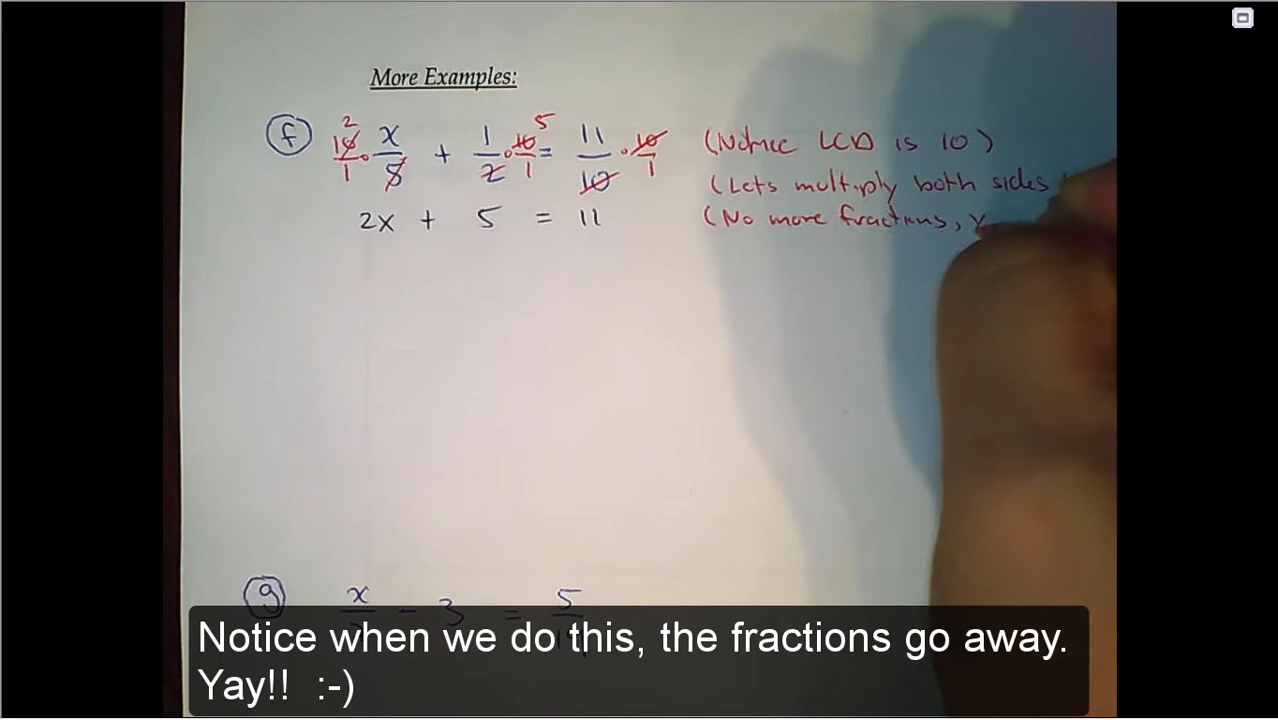 More Examples:
f 2 10/1 · x/5 + 1/2 · 10/1 5 = 11/10 · 10/1 (Notice LCD is 10)
(Lets multiply both sides
2x + 5 = 11 (No more fractions, Y
g x − 3 = 5
Notice when we do this, the fractions go away.
Yay!! :-)